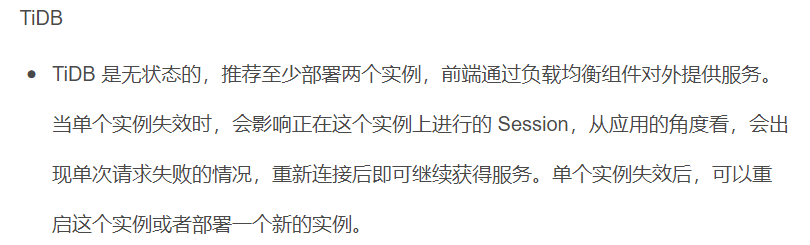 TiDB
• TiDB 是无状态的，推荐至少部署两个实例，前端通过负载均衡组件对外提供服务。
当单个实例失效时，会影响正在这个实例上进行的 Session，从应用的角度看，会出
现单次请求失败的情况，重新连接后即可继续获得服务。单个实例失效后，可以重
启这个实例或者部署一个新的实例。